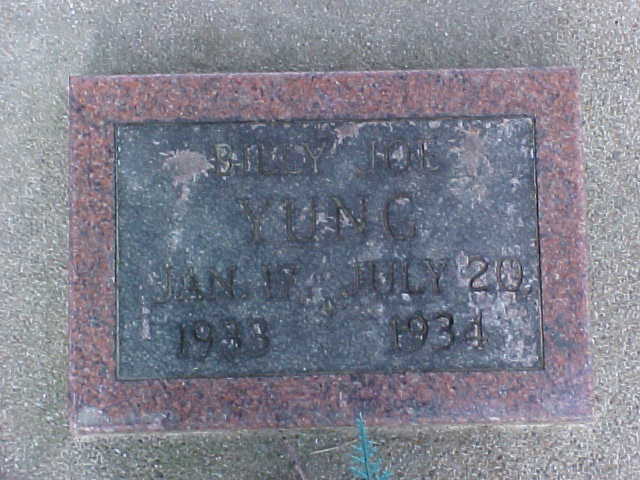 BILLY JOE
YUNG
JAN. 17, JULY 20,
1933 1934